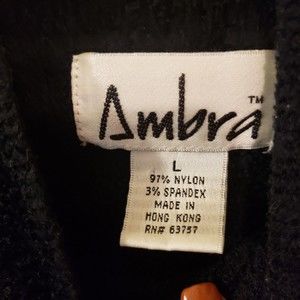 Ambra™
L
97% NYLON
3% SPANDEX
MADE IN
HONG KONG
RN# 63757